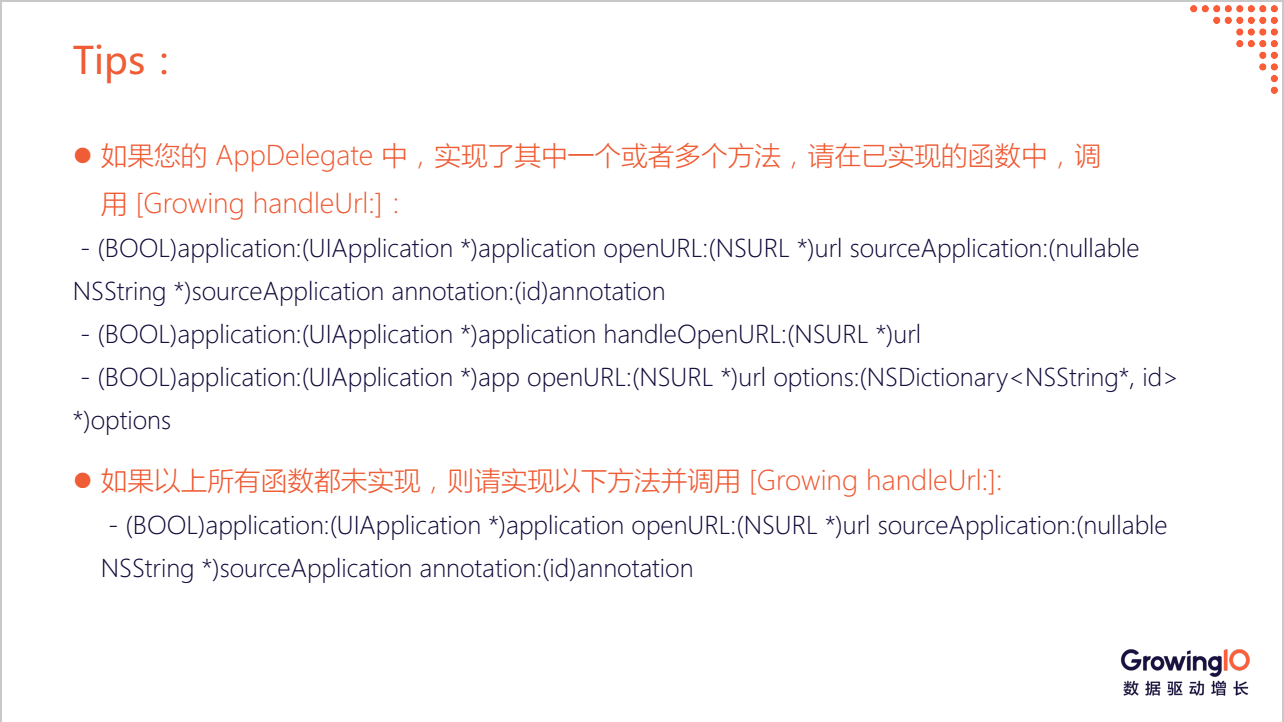 Tips：
● 如果您的 AppDelegate 中，实现了其中一个或者多个方法，请在已实现的函数中，调
用 [Growing handleUrl:]：
- (BOOL)application:(UIApplication *)application openURL:(NSURL *)url sourceApplication:(nullable
NSString *)sourceApplication annotation:(id)annotation
- (BOOL)application:(UIApplication *)application handleOpenURL:(NSURL *)url
- (BOOL)application:(UIApplication *)app openURL:(NSURL *)url options:(NSDictionary<NSString*, id>
*)options
● 如果以上所有函数都未实现，则请实现以下方法并调用 [Growing handleUrl:]:
- (BOOL)application:(UIApplication *)application openURL:(NSURL *)url sourceApplication:(nullable
NSString *)sourceApplication annotation:(id)annotation
GrowingIO
数据驱动增长